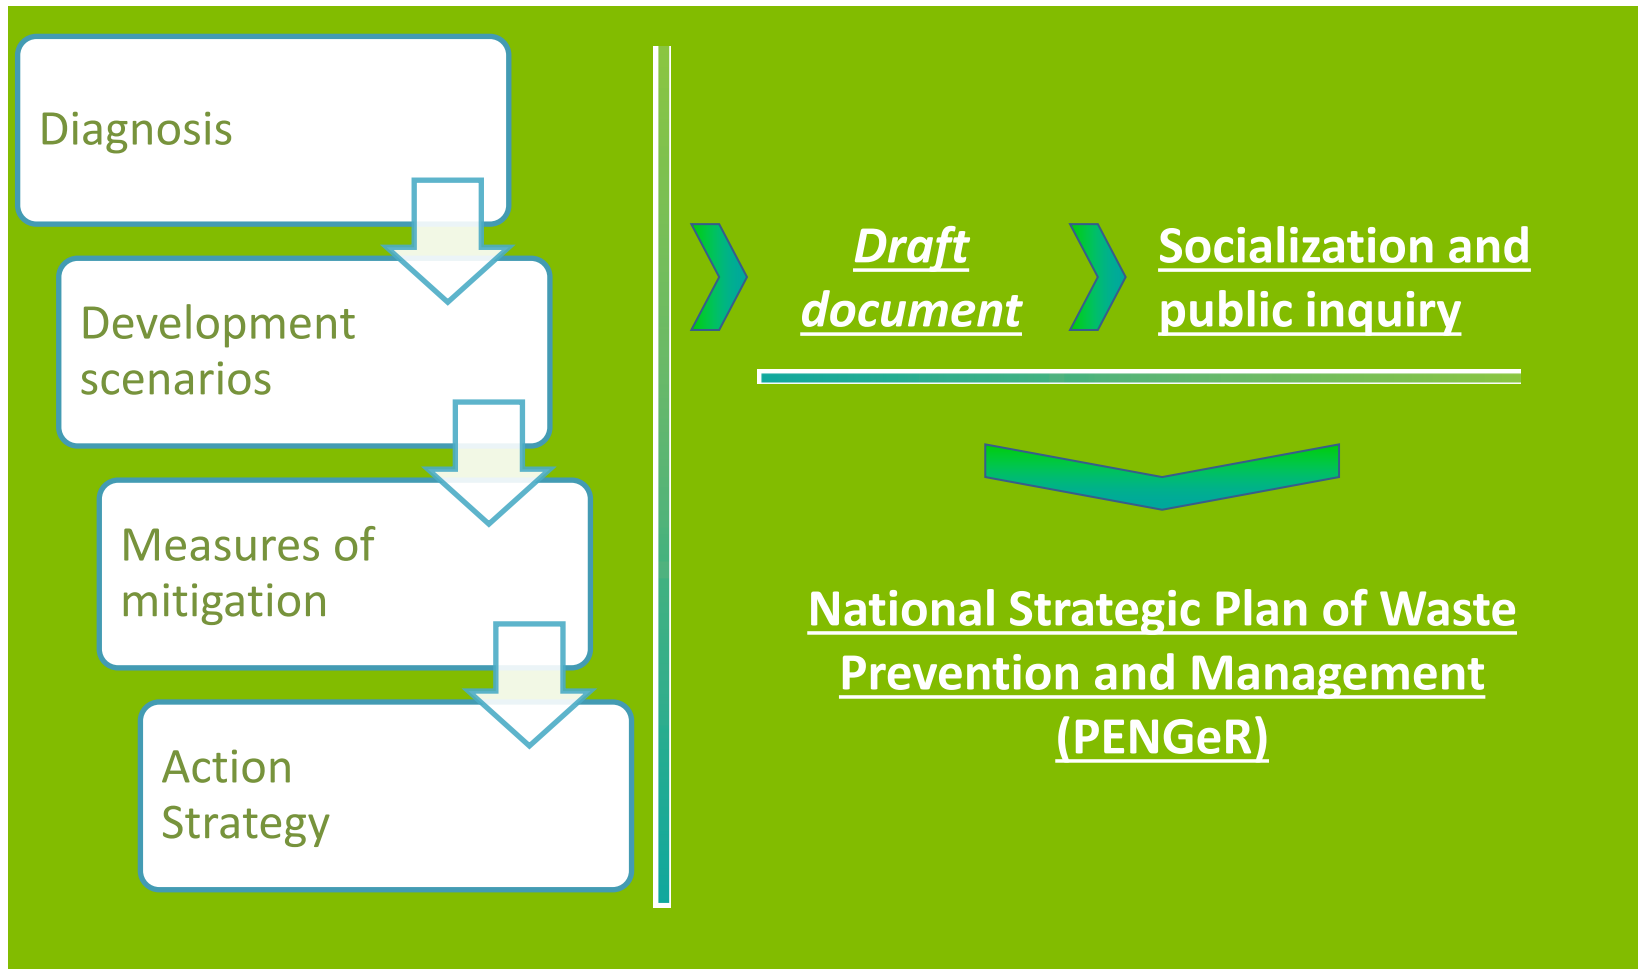 Diagnosis
Development
scenarios
Measures of
mitigation
Action
Strategy
Draft
document
Socialization and
public inquiry
National Strategic Plan of Waste
Prevention and Management
(PENGeR)